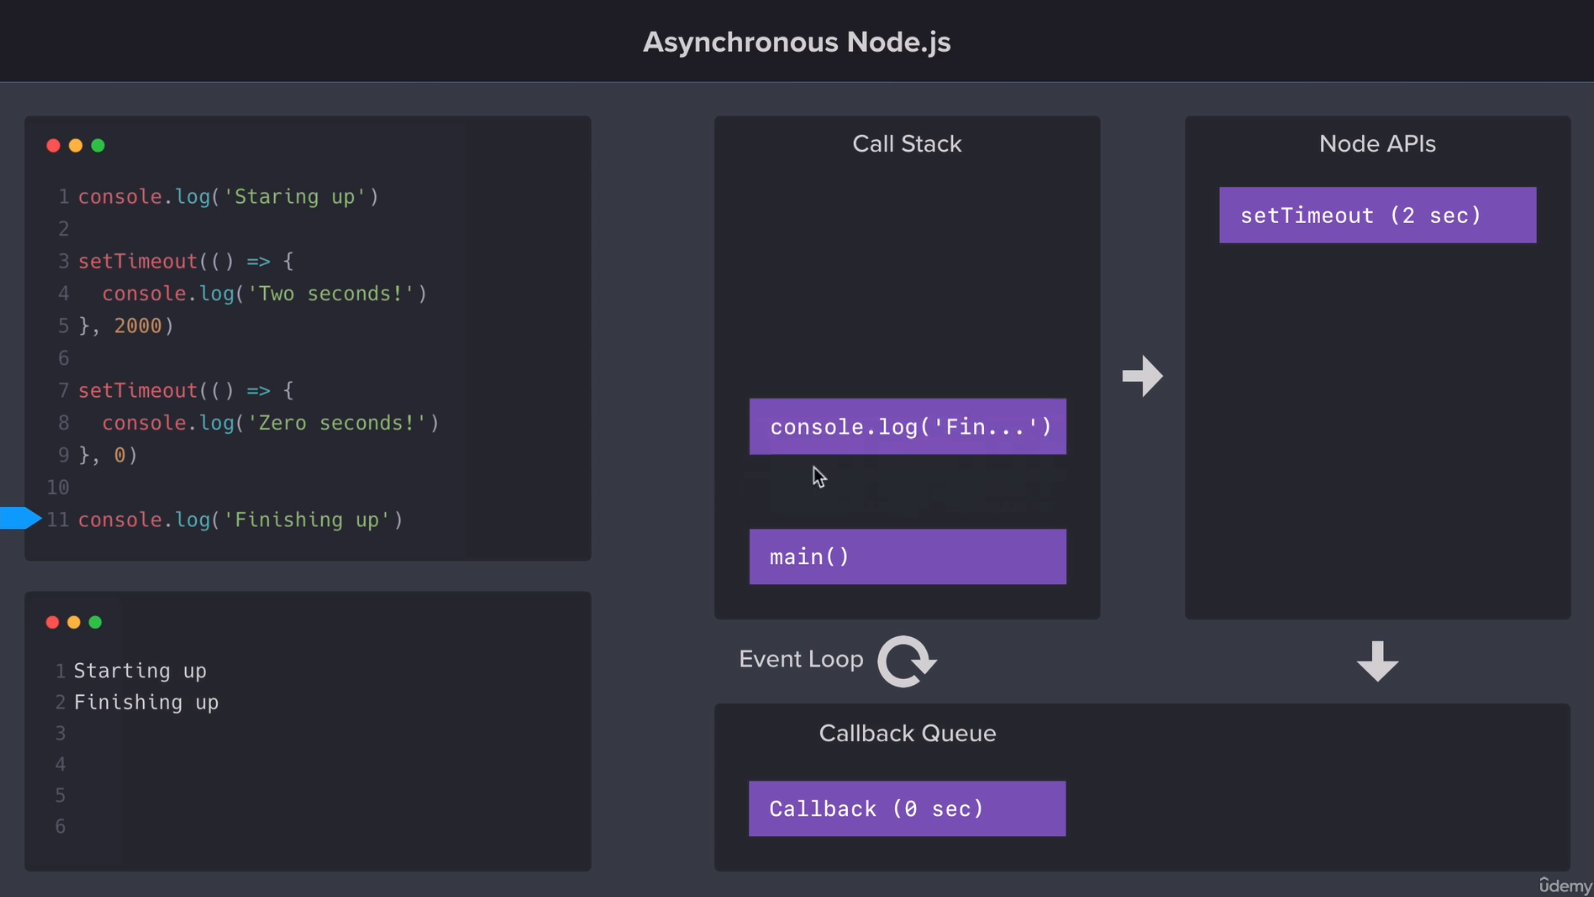 Asynchronous Node.js
1 console.log('Staring up')
2
3 setTimeout(() => {
4 console.log('Two seconds!')
5 }, 2000)
6
7 setTimeout(() => {
8 console.log('Zero seconds!')
9 }, 0)
10
11 console.log('Finishing up')
1 Starting up
2 Finishing up
3
4
5
6
Call Stack
console.log('Fin...')
main()
Node APIs
setTimeout (2 sec)
Event Loop
Callback Queue
Callback (0 sec)
ûdemy